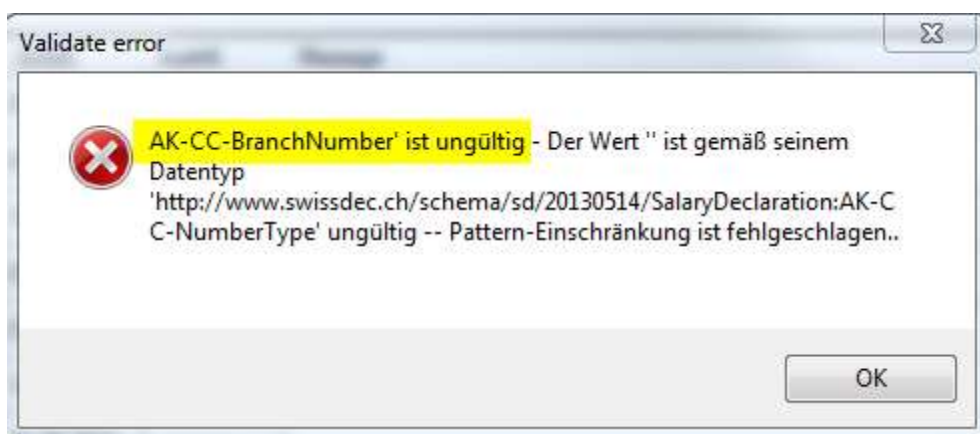 Validate error
AK-CC-BranchNumber' ist ungültig - Der Wert '' ist gemäß seinem
Datentyp
'http://www.swissdec.ch/schema/sd/20130514/SalaryDeclaration:AK-C
C-NumberType' ungültig -- Pattern-Einschränkung ist fehlgeschlagen..
OK